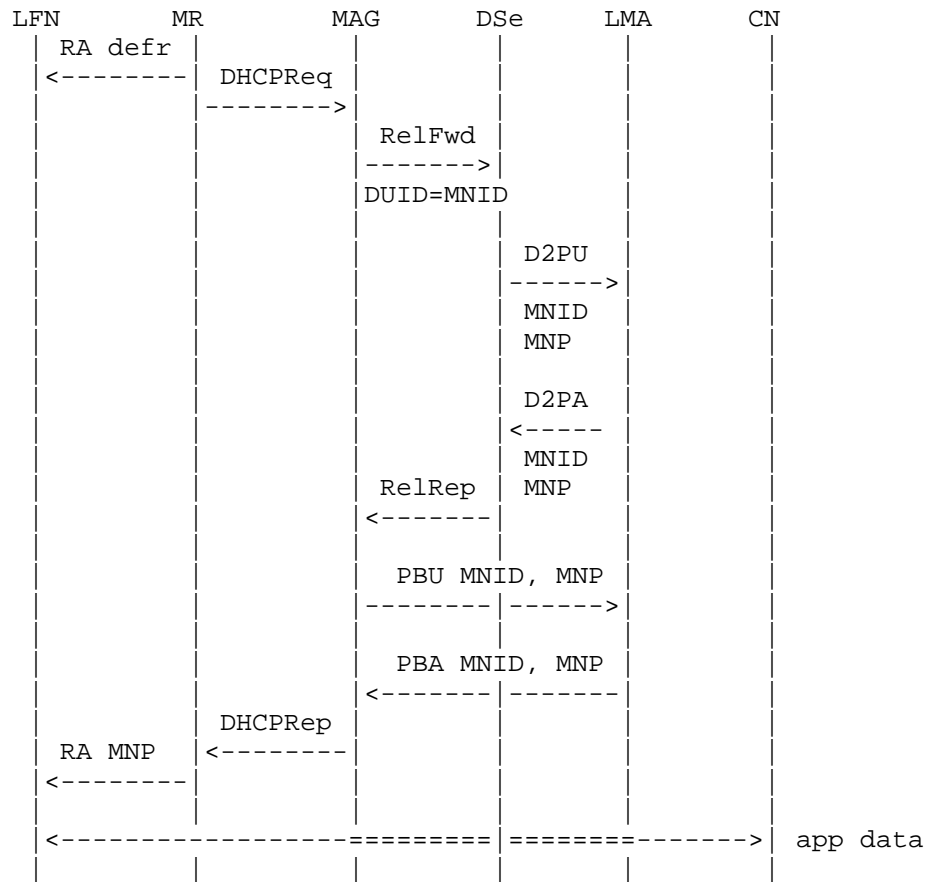 LFN MR MAG DSe LMA CN
RA defr
DHCPReq
RelFwd
DUID=MNID
D2PU
MNID
MNP
D2PA
MNID
RelRep MNP
PBU MNID, MNP
PBA MNID, MNP
DHCPRep
RA MNP
app data